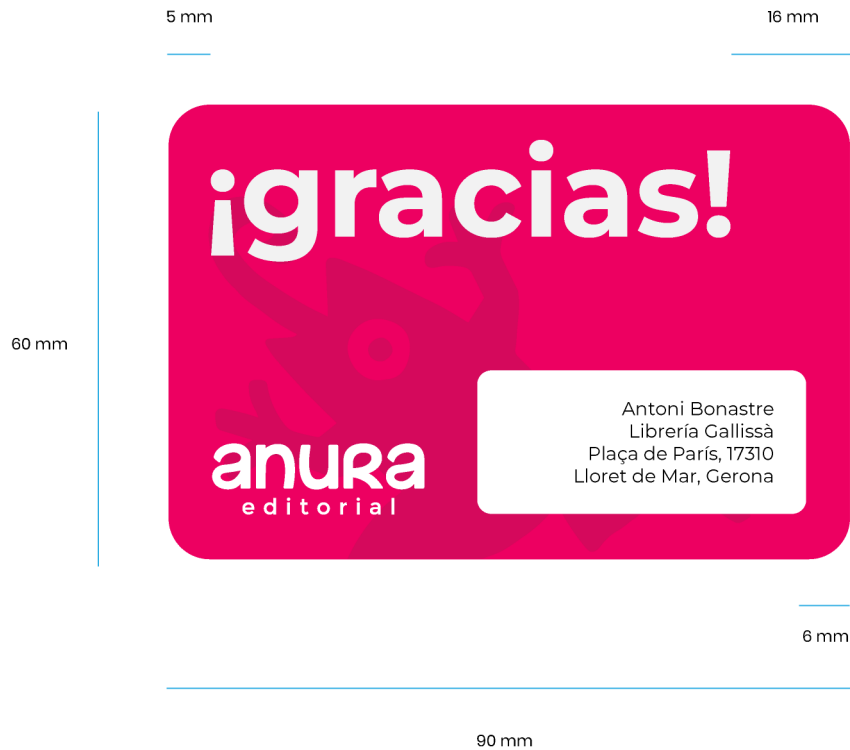 5 mm
16 mm
¡gracias!
60 mm
Antoni Bonastre
Librería Gallissà
Plaça de París, 17310
Lloret de Mar, Gerona
anura
editorial
6 mm
90 mm